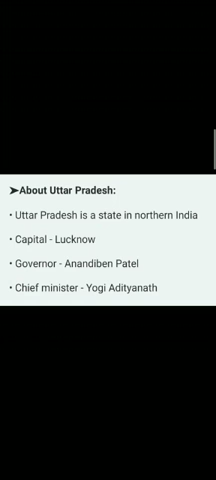 ➤About Uttar Pradesh:
• Uttar Pradesh is a state in northern India
• Capital - Lucknow
• Governor - Anandiben Patel
• Chief minister - Yogi Adityanath